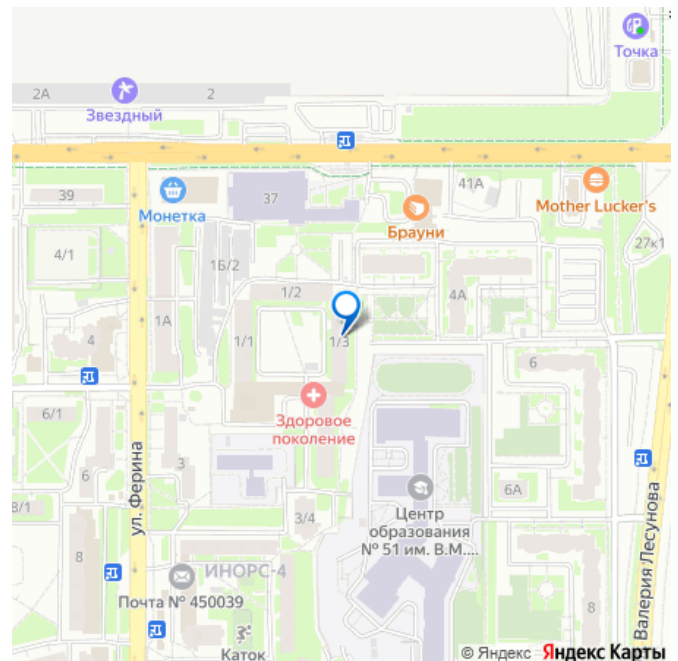 Точка
2А
2
Звездный
39
37
41А
Монетка
Брауни
Mother Lucker's
27к1
4/1
1Б/2
1/2
4А
1А
1/1
1/3
4
6
Здоровое
поколение
6/1
ул. Ферина
6
3
6А
Центр
образования
№ 51 им. В.М....
8/1
3/4
8
ИНОРС-4
Почта № 450039
Каток
8
Валерия Лесунова
© Яндекс Яндекс Карты